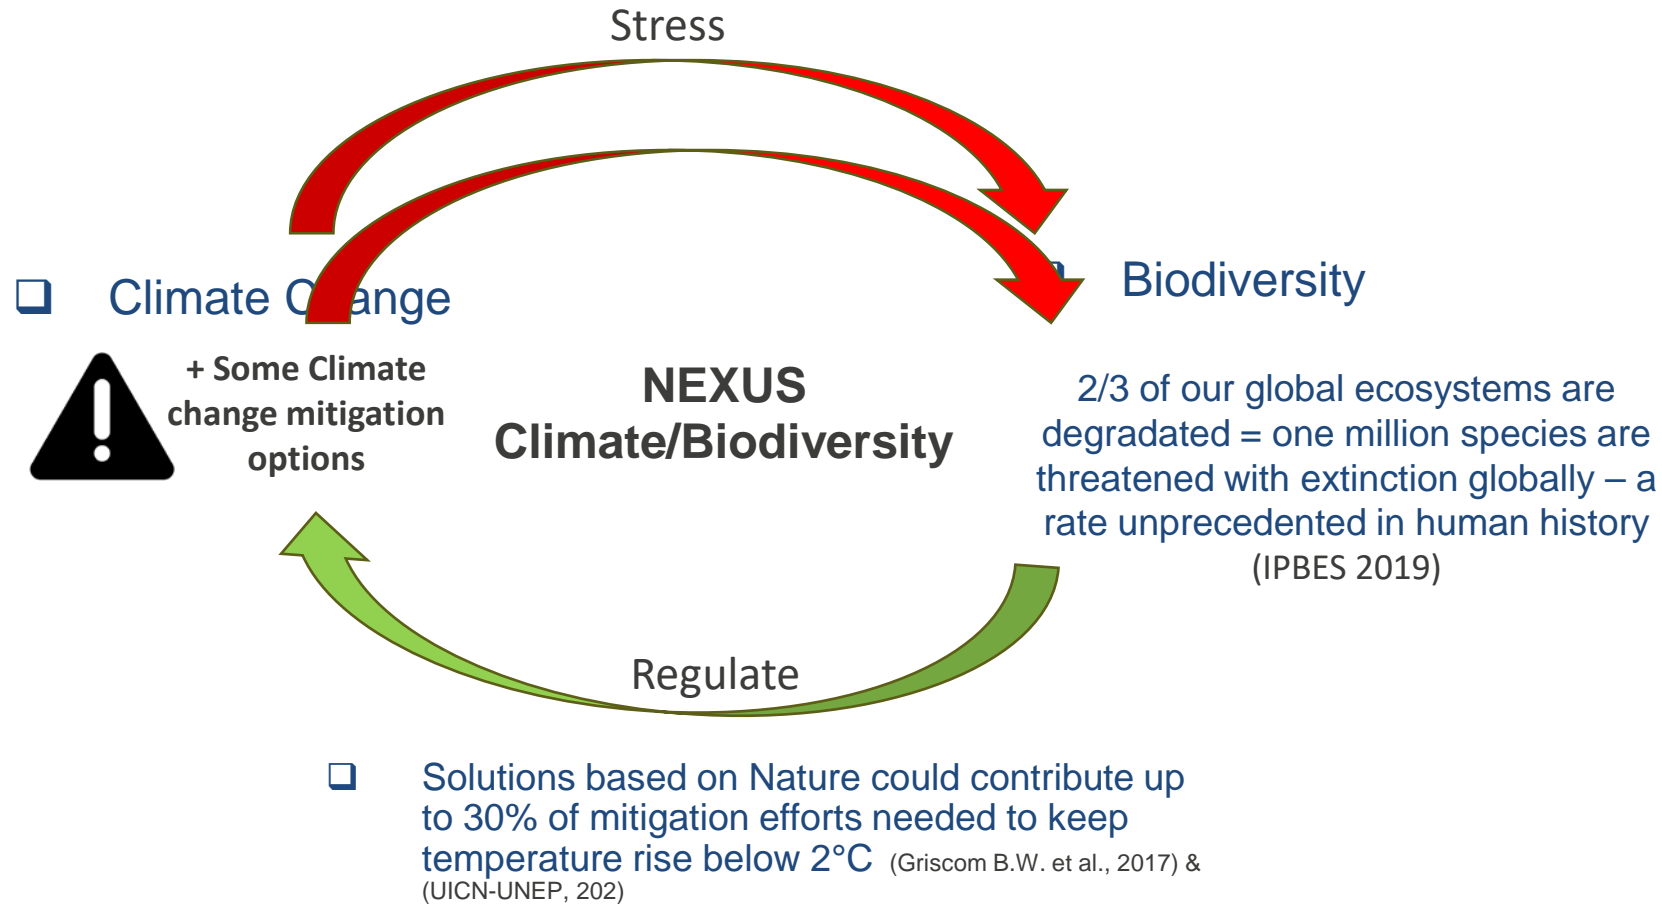 Stress
❑ Climate Change
+ Some Climate
change mitigation
options
NEXUS
Climate/Biodiversity
❑ Biodiversity
2/3 of our global ecosystems are
degradated = one million species are
threatened with extinction globally – a
rate unprecedented in human history
(IPBES 2019)
Regulate
❑ Solutions based on Nature could contribute up
to 30% of mitigation efforts needed to keep
temperature rise below 2°C (Griscom B.W. et al., 2017) &
(UICN-UNEP, 202)